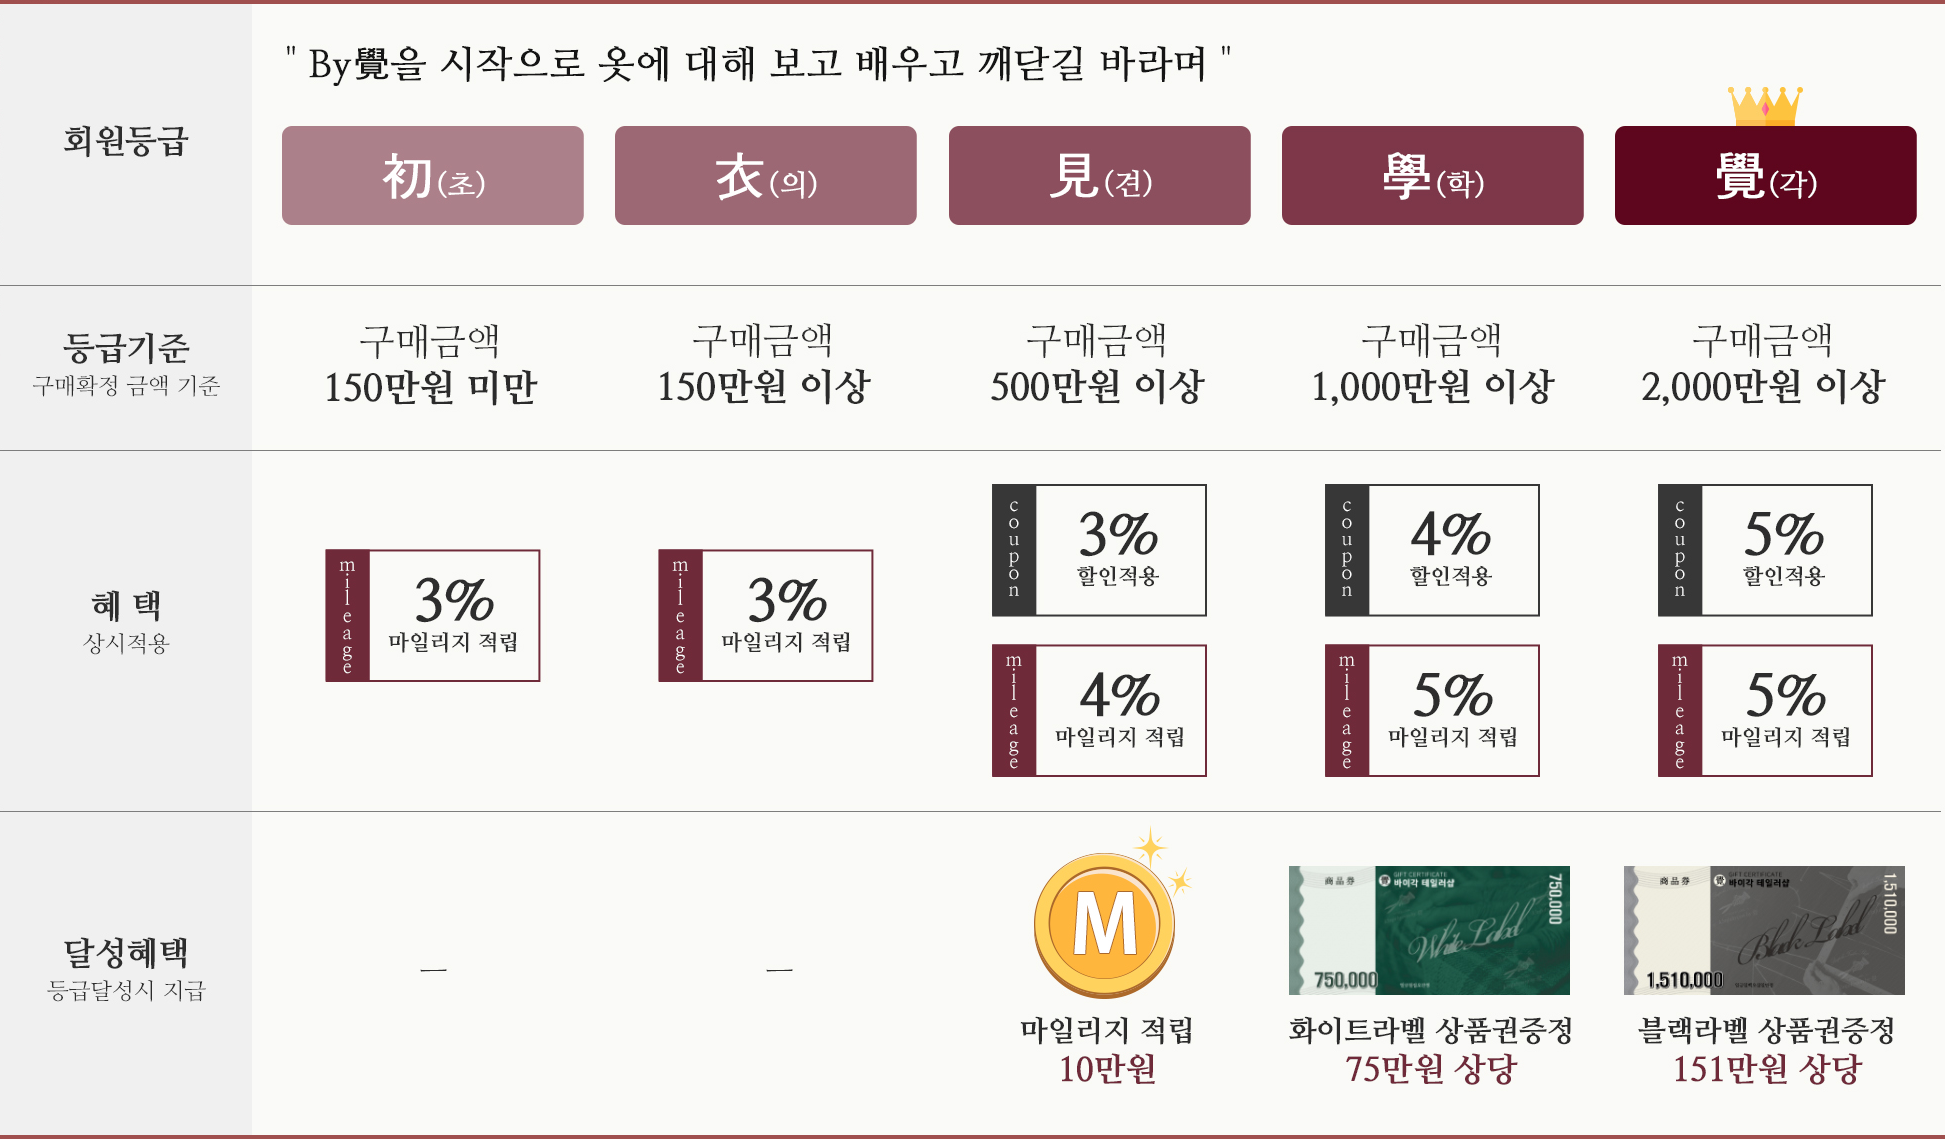 " By覺을 시작으로 옷에 대해 보고 배우고 깨닫길 바라며 "
회원등급
初(초)
衣(의)
見(견)
學(학)
覺(각)
등급기준
구매확정 금액 기준
구매금액
150만원 미만
구매금액
150만원 이상
구매금액
500만원 이상
구매금액
1,000만원 이상
구매금액
2,000만원 이상
혜 택
상시적용
mileage
3%
마일리지 적립
mileage
3%
마일리지 적립
coupon
3%
할인적용
mileage
4%
마일리지 적립
coupon
4%
할인적용
mileage
5%
마일리지 적립
coupon
5%
할인적용
mileage
5%
마일리지 적립
달성혜택
등급달성시 지급
–
–
M
마일리지 적립
10만원
商品券
覺
GIFT CERTIFICATE
바이각 테일러샵
750,000
White Label
750,000
화이트라벨 상품권증정
75만원 상당
商品券
覺
GIFT CERTIFICATE
바이각 테일러샵
1,510,000
Black Label
1,510,000
블랙라벨 상품권증정
151만원 상당